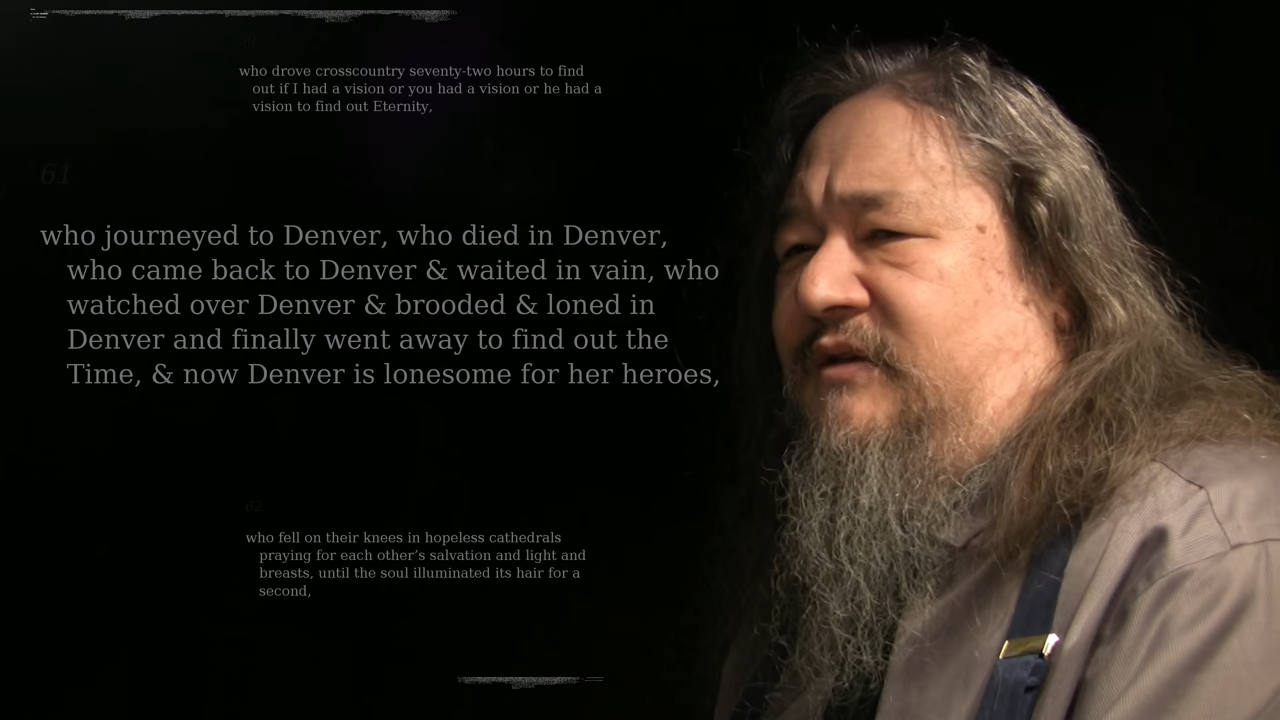 who drove crosscountry seventy-two hours to find
out if I had a vision or you had a vision or he had a
vision to find out Eternity,
61
who journeyed to Denver, who died in Denver,
who came back to Denver & waited in vain, who
watched over Denver & brooded & loned in
Denver and finally went away to find out the
Time, & now Denver is lonesome for her heroes,
62
who fell on their knees in hopeless cathedrals
praying for each other’s salvation and light and
breasts, until the soul illuminated its hair for a
second,